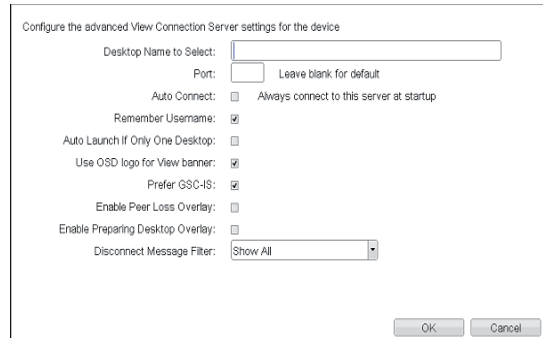 Configure the advanced View Connection Server settings for the device
Desktop Name to Select:
Port: Leave blank for default
Auto Connect: Always connect to this server at startup
Remember Username:
Auto Launch If Only One Desktop:
Use OSD logo for View banner:
Prefer GSC-IS:
Enable Peer Loss Overlay:
Enable Preparing Desktop Overlay:
Disconnect Message Filter: Show All
OK Cancel